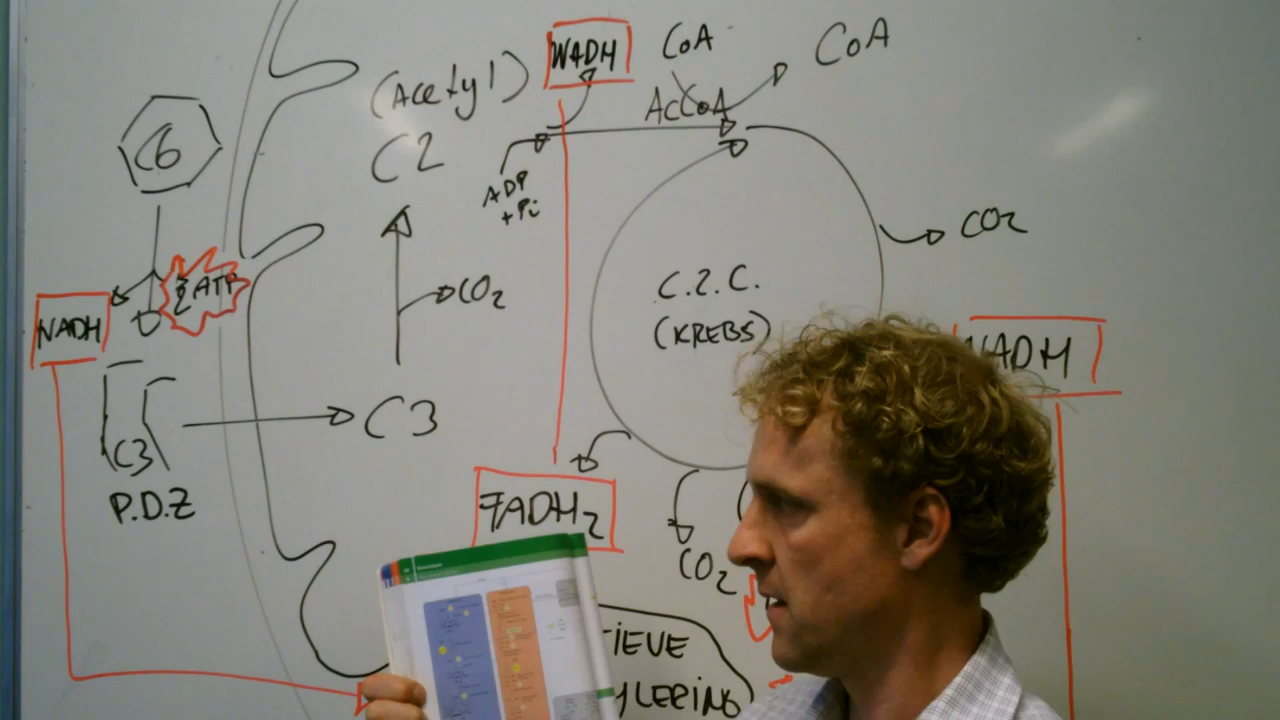 (Acetyl)
NADH
CoA
CoA
AcCoA
C6
C2
ADP
+Pi
CO2
2 ATP
CO2
C.Z.C.
(KREBS)
NADH
NADH
C3
C3
P.D.Z
FADH2
CO2
TIEVE
YLERING